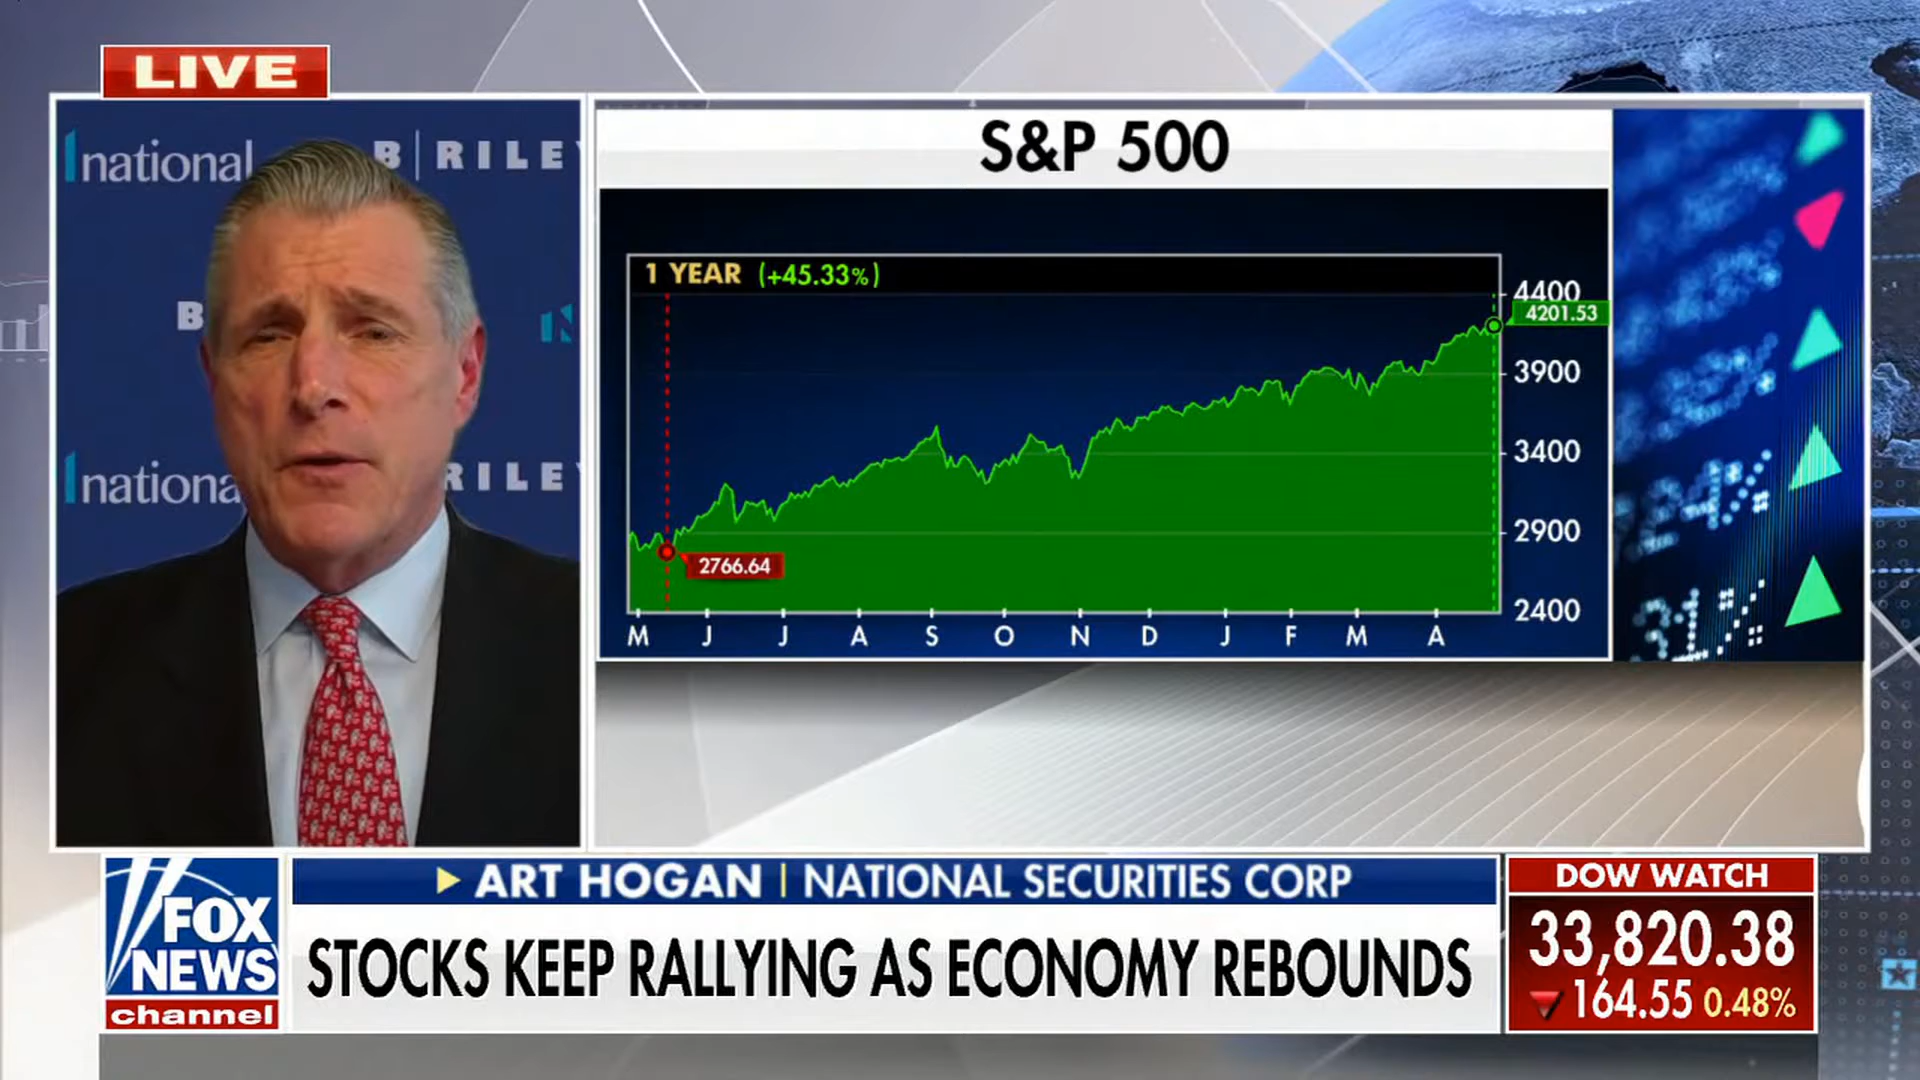 LIVE
national
B | RILEY
B
N
national
RILEY
S&P 500
1 YEAR (+45.33%)
4400
4201.53
3900
3400
2900
2400
2766.64
M J J A S O N D J F M A
24%
31%
ART HOGAN | NATIONAL SECURITIES CORP
STOCKS KEEP RALLYING AS ECONOMY REBOUNDS
FOX
NEWS
channel
DOW WATCH
33,820.38
164.55 0.48%